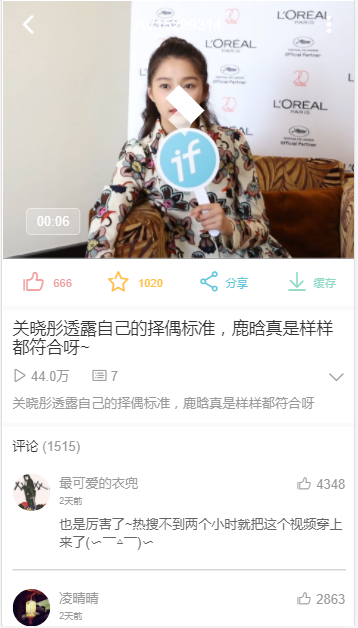 L'ORÉAL
L'ORÉAL
FESTIVAL DE CANNES
Official Partner
20
L'ORÉAL
L'ORÉAL
Official Partner
if
00:06
666
1020
分享
缓存
关晓彤透露自己的择偶标准，鹿晗真是样样
都符合呀~
44.0万
7
关晓彤透露自己的择偶标准，鹿晗真是样样都符合呀
评论 (1515)
最可爱的衣兜
4348
2天前
也是厉害了~热搜不到两个小时就把这个视频穿上
来了(~￣▵￣)~
凌晴晴
2863
2天前